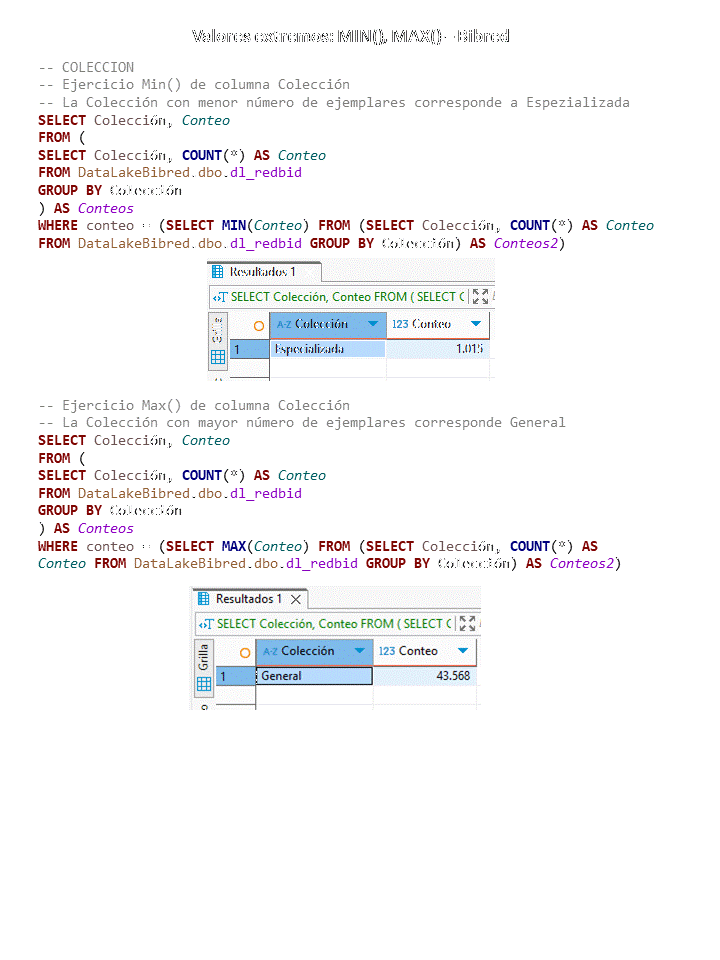 Valores extremos: MIN(), MAX() - Bibred
-- COLECCION
-- Ejercicio Min() de columna Colección
-- La Colección con menor número de ejemplares corresponde a Espezializada
SELECT Colección, Conteo
FROM (
SELECT Colección, COUNT(*) AS Conteo
FROM DataLakeBibred.dbo.dl_redbid
GROUP BY Colección
) AS Conteos
WHERE conteo = (SELECT MIN(Conteo) FROM (SELECT Colección, COUNT(*) AS Conteo
FROM DataLakeBibred.dbo.dl_redbid GROUP BY Colección) AS Conteos2)
Resultados 1
SELECT Colección, Conteo FROM ( SELECT C
A-Z Colección 123 Conteo
1 Especializada 1.015
-- Ejercicio Max() de columna Colección
-- La Colección con mayor número de ejemplares corresponde General
SELECT Colección, Conteo
FROM (
SELECT Colección, COUNT(*) AS Conteo
FROM DataLakeBibred.dbo.dl_redbid
GROUP BY Colección
) AS Conteos
WHERE conteo = (SELECT MAX(Conteo) FROM (SELECT Colección, COUNT(*) AS
Conteo FROM DataLakeBibred.dbo.dl_redbid GROUP BY Colección) AS Conteos2)
Resultados 1
SELECT Colección, Conteo FROM ( SELECT C
Grilla
A-Z Colección 123 Conteo
1 General 43.568